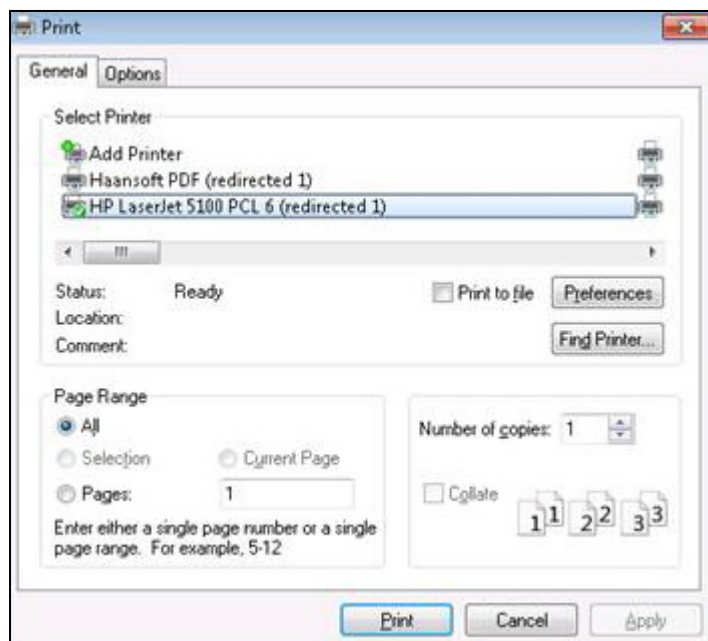 Print
General Options
Select Printer
Add Printer
Haansoft PDF (redirected 1)
HP LaserJet 5100 PCL 6 (redirected 1)
Status: Ready
Print to file
Preferences
Location:
Comment:
Find Printer...
Page Range
All
Selection
Current Page
Pages: 1
Enter either a single page number or a single
page range. For example, 5-12
Number of copies: 1
Collate
1 1 2 2 3 3
Print Cancel Apply